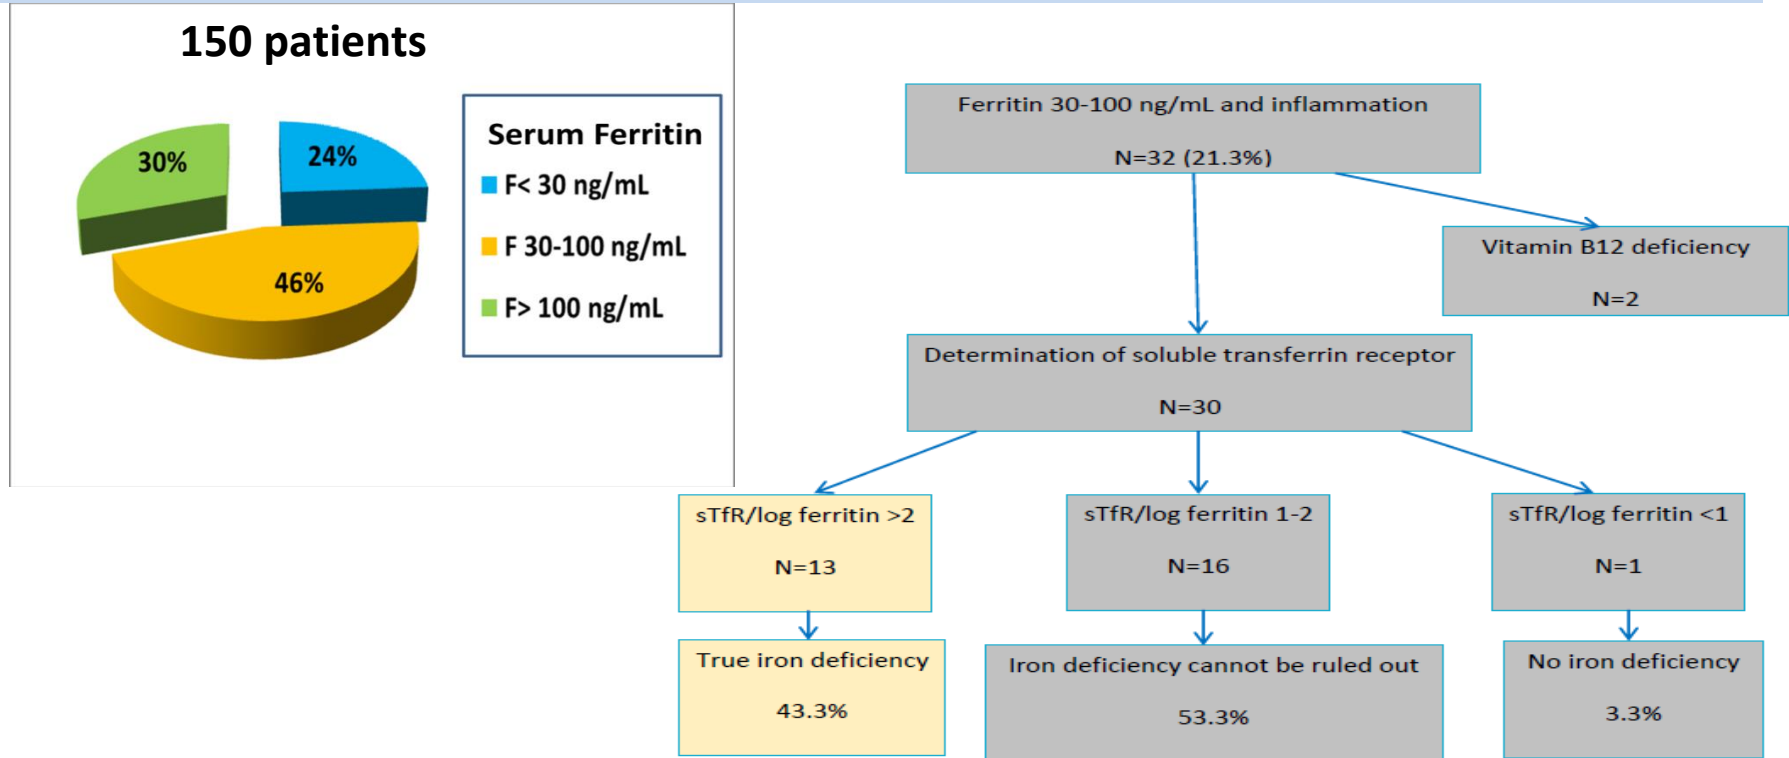 150 patients
30%
24%
46%
Serum Ferritin
F< 30 ng/mL
F 30-100 ng/mL
F> 100 ng/mL
Ferritin 30-100 ng/mL and inflammation
N=32 (21.3%)
Vitamin B12 deficiency
N=2
Determination of soluble transferrin receptor
N=30
sTfR/log ferritin >2
N=13
sTfR/log ferritin 1-2
N=16
sTfR/log ferritin <1
N=1
True iron deficiency
43.3%
Iron deficiency cannot be ruled out
53.3%
No iron deficiency
3.3%